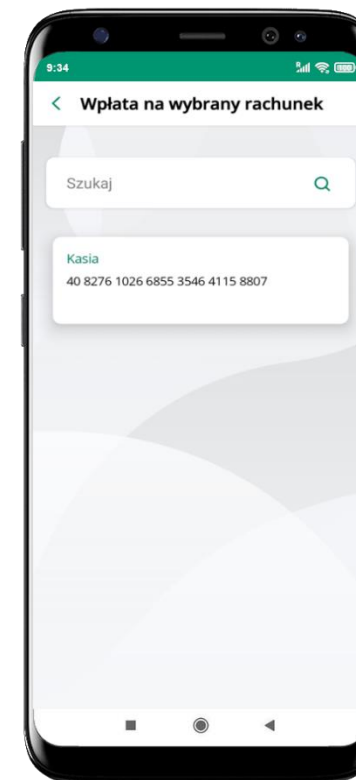 9:34
Wpłata na wybrany rachunek
Szukaj
Kasia
40 8276 1026 6855 3546 4115 8807